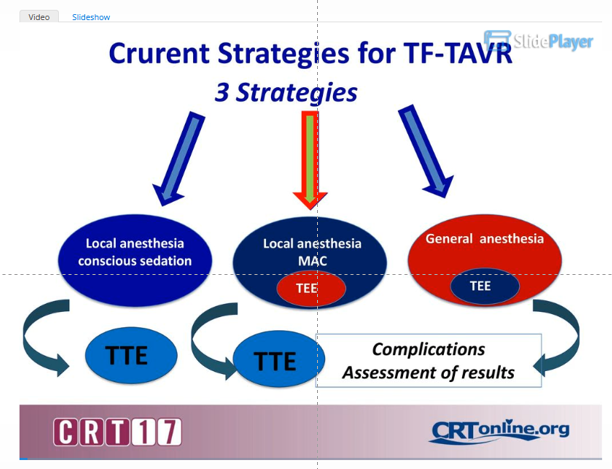 Video Slideshow
SlidePlayer
Crurent Strategies for TF-TAVR
3 Strategies
Local anesthesia
conscious sedation
Local anesthesia
MAC
TEE
General anesthesia
TEE
TTE
TTE
Complications
Assessment of results
CRT17
CRTonline.org